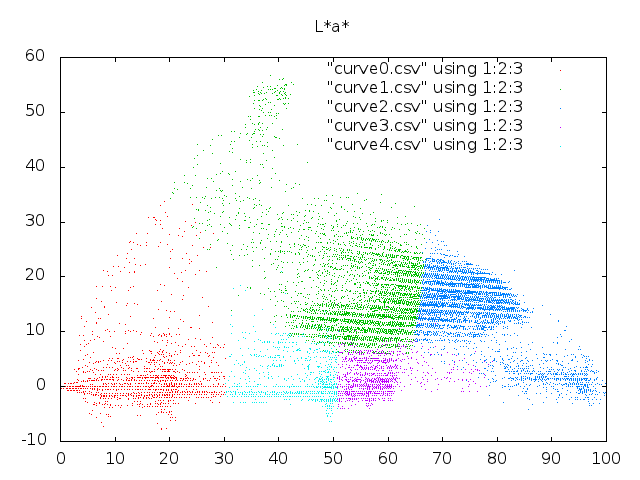 L*a*
60
"curve0.csv" using 1:2:3
"curve1.csv" using 1:2:3
50
"curve2.csv" using 1:2:3
"curve3.csv" using 1:2:3
"curve4.csv" using 1:2:3
40
30
20
10
0
-10
0 10 20 30 40 50 60 70 80 90 100